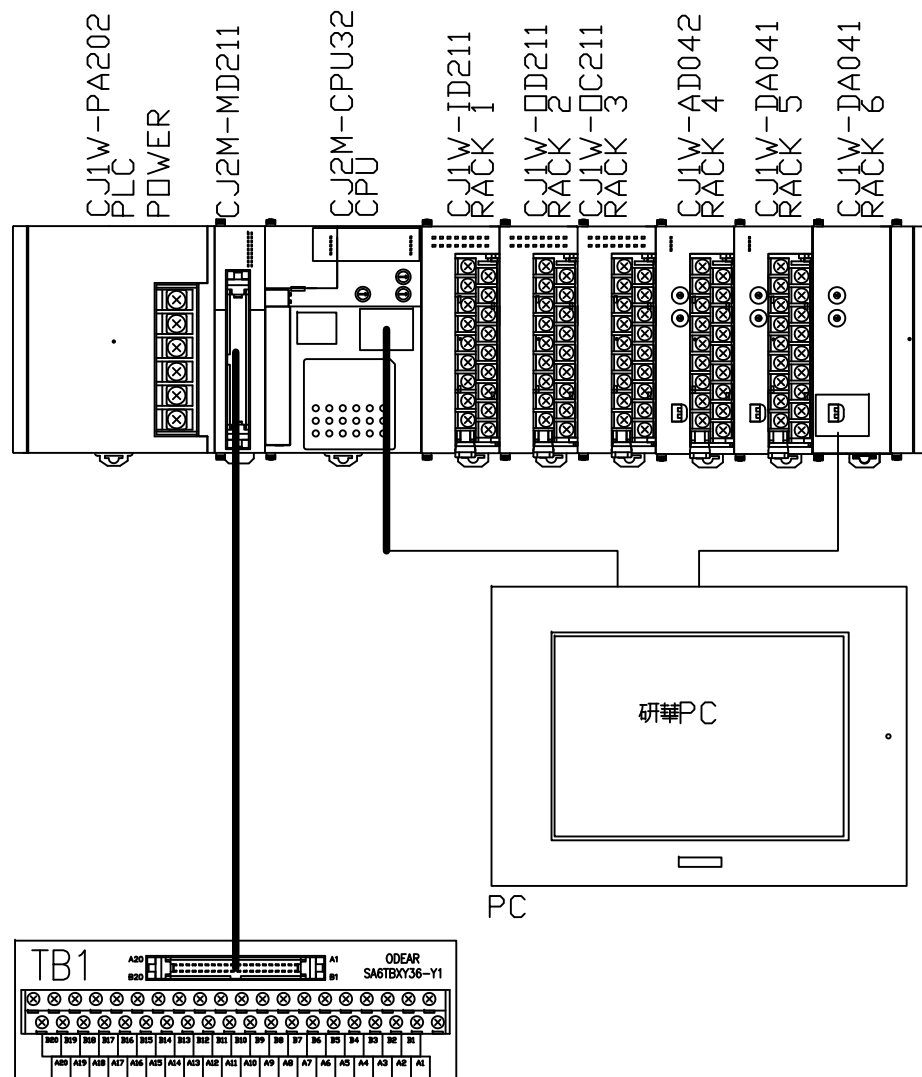 CJ1W-PA202
PLC
POWER
CJ2M-MD211
CJ2M-CPU32
CPU
CJ1W-ID211
RACK 1
CJ1W-OD211
RACK 2
CJ1W-OC211
RACK 3
CJ1W-AD042
RACK 4
CJ1W-DA041
RACK 5
CJ1W-DA041
RACK 6
研華PC
PC
TB1
A20
A1
B20
B1
ODEAR
SA6TBXY36-Y1
B20 B19 B18 B17 B16 B15 B14 B13 B12 B11 B10 B9 B8 B7 B6 B5 B4 B3 B2 B1
A20 A19 A18 A17 A16 A15 A14 A13 A12 A11 A10 A9 A8 A7 A6 A5 A4 A3 A2 A1